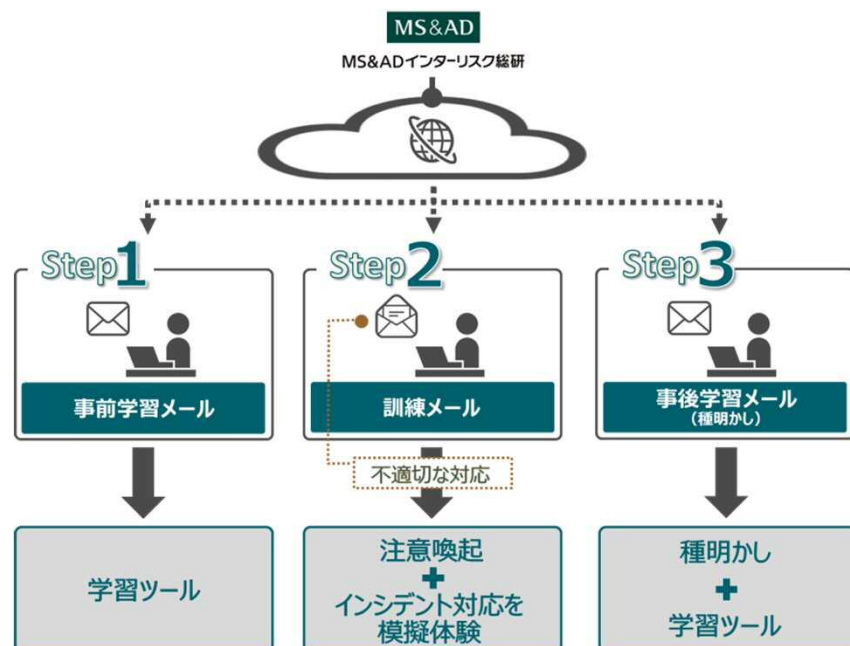 MS&AD
MS&ADインターリスク総研
Step1
Step2
Step3
事前学習メール
訓練メール
事後学習メール
(種明かし)
不適切な対応
学習ツール
注意喚起
+
インシデント対応を
模擬体験
種明かし
+
学習ツール